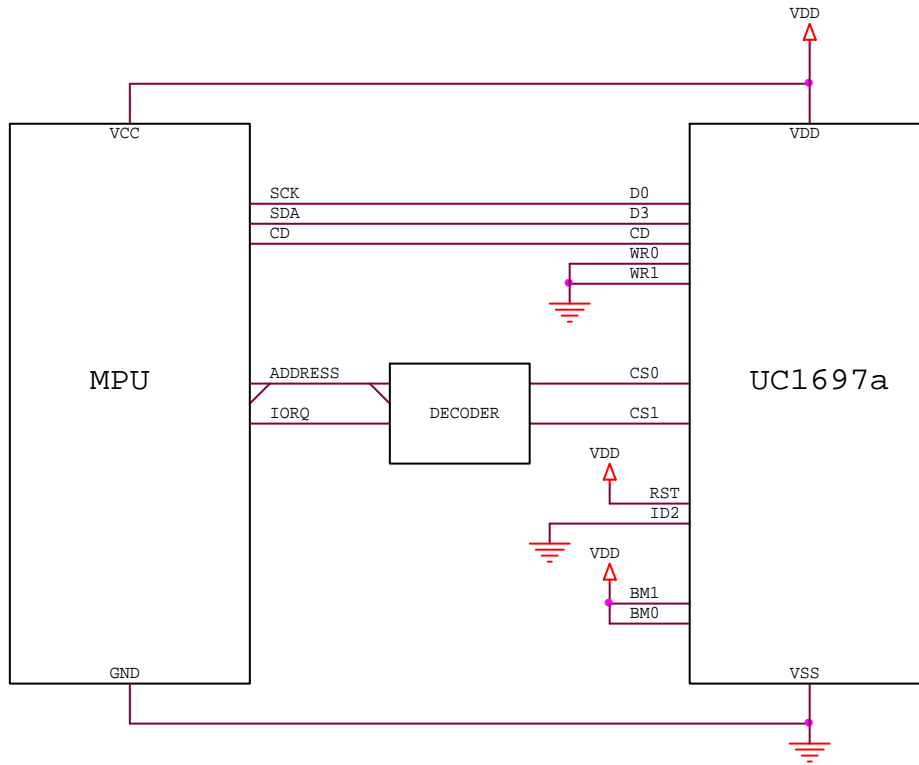 VDD
VCC
VDD
SCK
D0
SDA
D3
CD
CD
WR0
WR1
MPU
ADDRESS
CS0
UC1697a
IORQ
DECODER
CS1
VDD
RST
ID2
VDD
BM1
BM0
GND
VSS